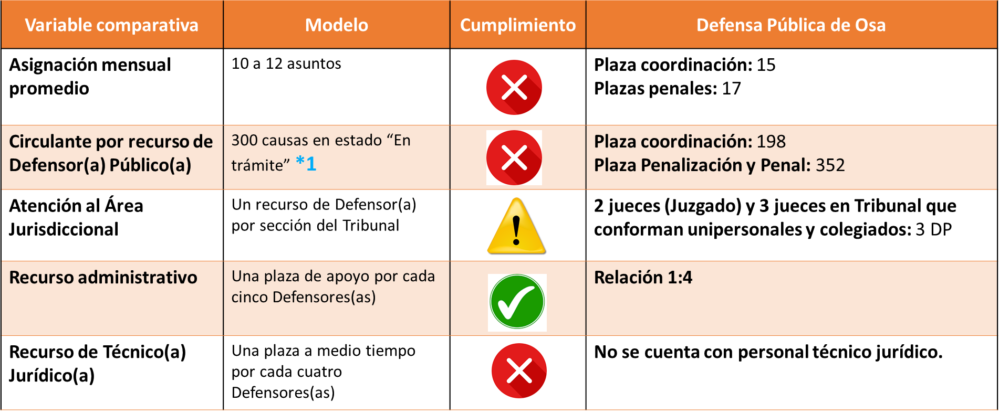 Variable comparativa
Modelo
Cumplimiento
Defensa Pública de Osa
Asignación mensual
promedio
10 a 12 asuntos
Plaza coordinación: 15
Plazas penales: 17
Circulante por recurso de
Defensor(a) Público(a)
300 causas en estado “En
trámite” *1
Plaza coordinación: 198
Plaza Penalización y Penal: 352
Atención al Área
Jurisdiccional
Un recurso de Defensor(a)
por sección del Tribunal
2 jueces (Juzgado) y 3 jueces en Tribunal que
conforman unipersonales y colegiados: 3 DP
Recurso administrativo
Una plaza de apoyo por cada
cinco Defensores(as)
Relación 1:4
Recurso de Técnico(a)
Jurídico(a)
Una plaza a medio tiempo
por cada cuatro
Defensores(as)
No se cuenta con personal técnico jurídico.